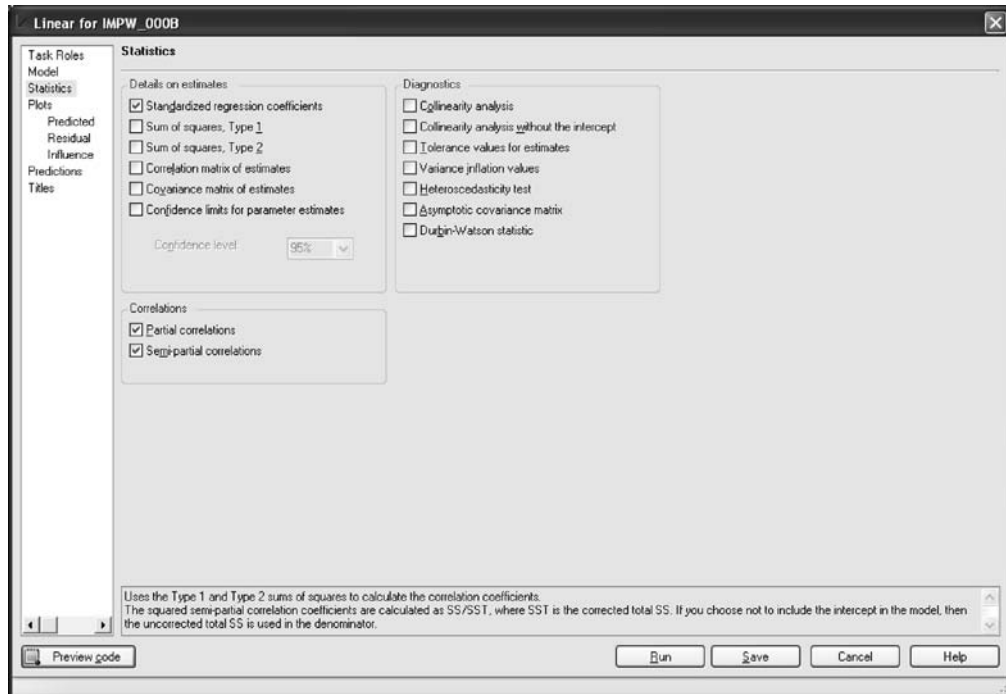 Linear for IMPW_000B
Task Roles
Model
Statistics
Plots
Predicted
Residual
Influence
Predictions
Titles
Statistics
Details on estimates
Standardized regression coefficients
Sum of squares, Type 1
Sum of squares, Type 2
Correlation matrix of estimates
Covariance matrix of estimates
Confidence limits for parameter estimates
Confidence level 95%
Diagnostics
Collinearity analysis
Collinearity analysis without the intercept
Tolerance values for estimates
Variance inflation values
Heteroscedasticity test
Asymptotic covariance matrix
Durbin-Watson statistic
Correlations
Partial correlations
Semi-partial correlations
Uses the Type 1 and Type 2 sums of squares to calculate the correlation coefficients.
The squared semi-partial correlation coefficients are calculated as SS/SST, where SST is the corrected total SS. If you choose not to include the intercept in the model, then
the uncorrected total SS is used in the denominator.
Preview code
Run
Save
Cancel
Help